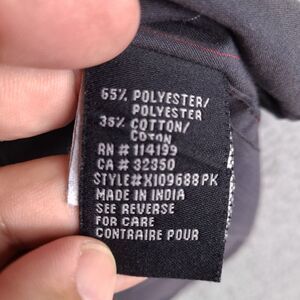 65% POLYESTER/
POLYESTER
35% COTTON/
COTON
RN # 114199
CA # 32350
STYLE#X109688PK
MADE IN INDIA
SEE REVERSE
FOR CARE
CONTRAIRE POUR